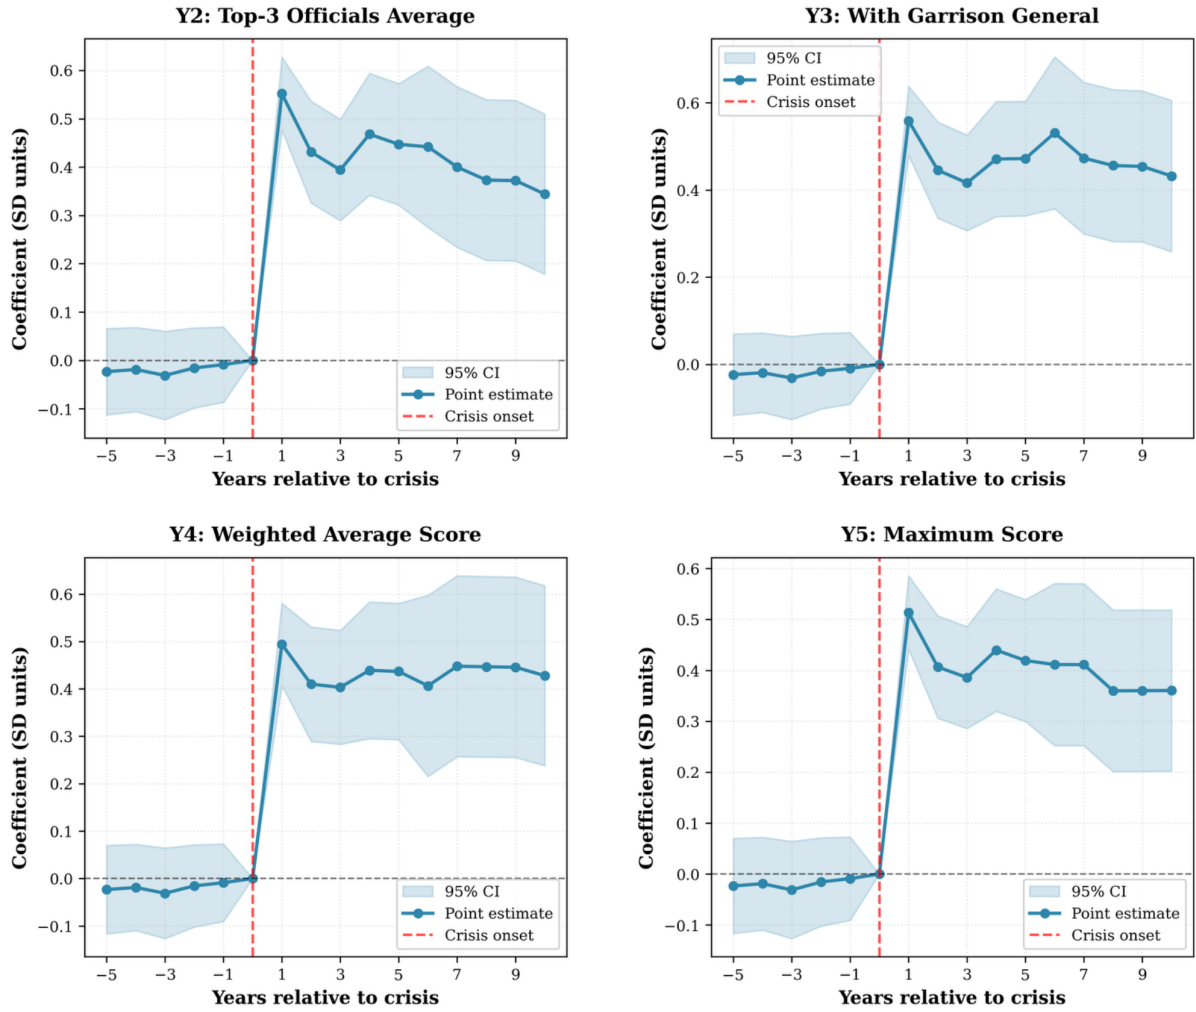 Y2: Top-3 Officials Average
Coefficient (SD units)
0.6
0.5
0.4
0.3
0.2
0.1
0.0
−0.1
95% CI
Point estimate
Crisis onset
−5 −3 −1 1 3 5 7 9
Years relative to crisis
Y3: With Garrison General
Coefficient (SD units)
0.6
0.4
0.2
0.0
95% CI
Point estimate
Crisis onset
−5 −3 −1 1 3 5 7 9
Years relative to crisis
Y4: Weighted Average Score
Coefficient (SD units)
0.6
0.5
0.4
0.3
0.2
0.1
0.0
−0.1
95% CI
Point estimate
Crisis onset
−5 −3 −1 1 3 5 7 9
Years relative to crisis
Y5: Maximum Score
Coefficient (SD units)
0.6
0.5
0.4
0.3
0.2
0.1
0.0
−0.1
95% CI
Point estimate
Crisis onset
−5 −3 −1 1 3 5 7 9
Years relative to crisis